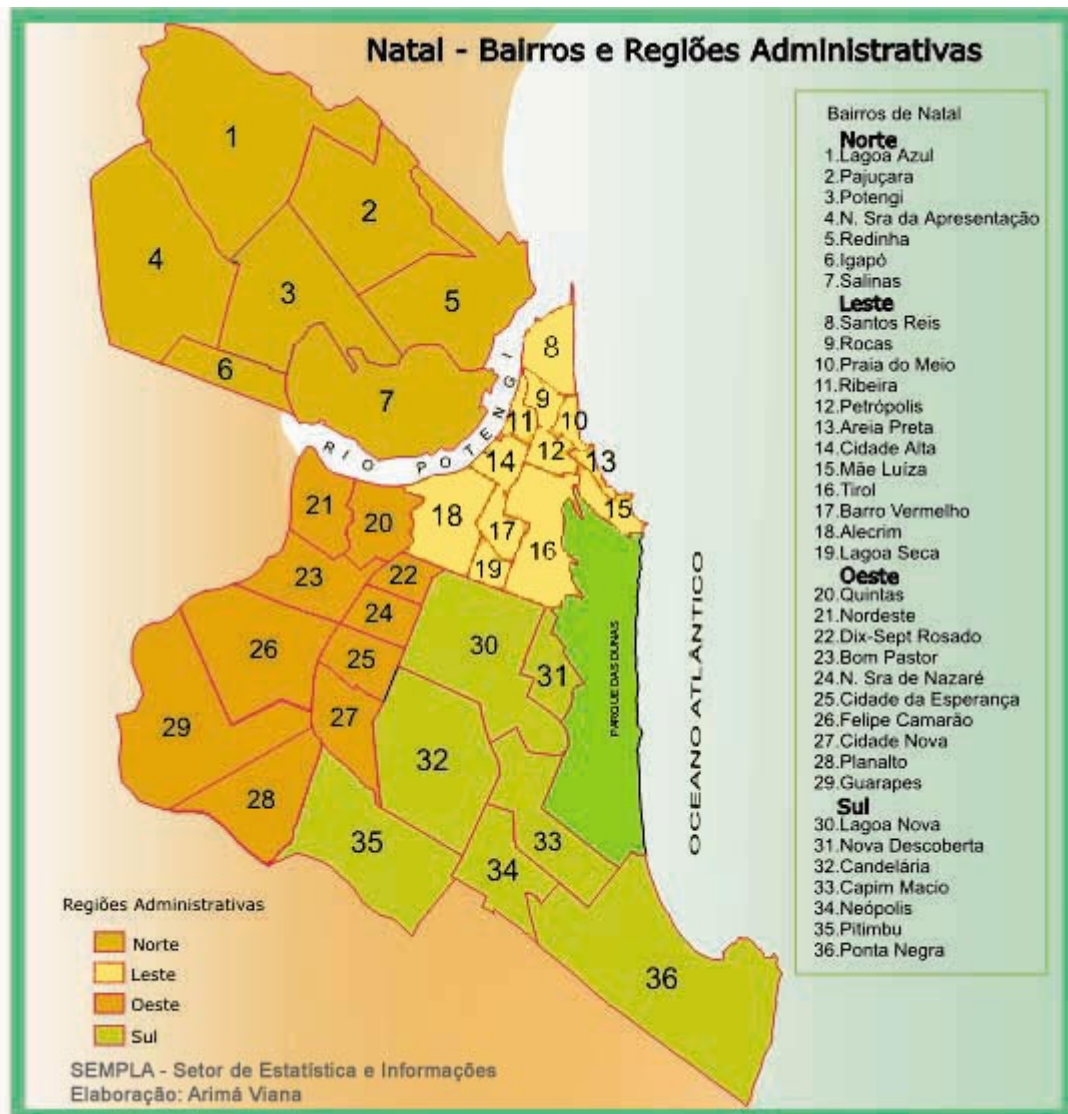 Natal - Bairros e Regiões Administrativas
Bairros de Natal
Norte
1.Lagoa Azul
2.Pajuçara
3.Potengi
4.N. Sra da Apresentação
5.Redinha
6.Igapó
7.Salinas
Leste
8.Santos Reis
9.Rocas
10.Praia do Meio
11.Ribeira
12.Petrópolis
13.Areia Preta
14.Cidade Alta
15.Mãe Luíza
16.Tirol
17.Barro Vermelho
18.Alecrim
19.Lagoa Seca
Oeste
20.Quintas
21.Nordeste
22.Dix-Sept Rosado
23.Bom Pastor
24.N. Sra de Nazaré
25.Cidade da Esperança
26.Felipe Camarão
27.Cidade Nova
28.Planalto
29.Guarapes
Sul
30.Lagoa Nova
31.Nova Descoberta
32.Candelária
33.Capim Macio
34.Neópolis
35.Pitimbu
36.Ponta Negra
1
2
4
3
5
6
7
8
9
10
11
12
13
14
15
16
17
18
19
20
21
22
23
24
25
26
27
28
29
30
31
32
33
34
35
36
RIO POTENGI
PARQUE DAS DUNAS
OCEANO ATLÂNTICO
Regiões Administrativas
Norte
Leste
Oeste
Sul
SEMPLA - Setor de Estatística e Informações
Elaboração: Arimá Viana